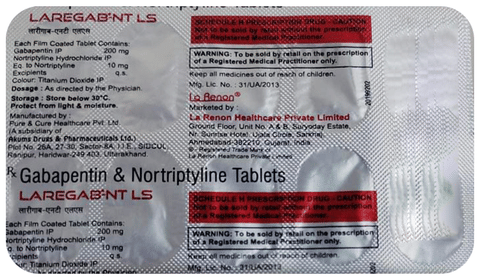 LAREGAB-NT LS
लारीगाब-एनटी एलएस
Each Film Coated Tablet Contains:
Gabapentin IP 200 mg
Nortriptyline Hydrochloride IP
Eq. to Nortriptyline 10 mg
Excipients q.s.
Colour: Titanium Dioxide IP
Dosage : As directed by the Physician.
Storage : Store below 30°C.
Protect from light & moisture.
Manufactured by :
Pure & Cure Healthcare Pvt. Ltd.
(A subsidiary of
Akums Drugs & Pharmaceuticals Ltd.)
Plot No. 26A, 27-30, Sector-8A, I.I.E., SIDCUL,
Ranipur, Haridwar-249 403, Uttarakhand
SCHEDULE H PRESCRIPTION DRUG - CAUTION
Not to be sold by retail without the prescription
of a Registered Medical Practitioner.
WARNING: To be sold by retail on the prescription
of a Registered Medical Practitioner only.
Keep all medicines out of reach of children.
Mfg. Lic. No. : 31/UA/2013
La Renon®
Marketed by :
La Renon Healthcare Private Limited
Ground Floor, Unit No. A & B, Suryoday Estate,
Nr. Sunrise Hotel, Ujala Circle, Sarkhej
Ahmedabad-382210, Gujarat, India
® - Registered Trade Mark of
La Renon Healthcare Private Limited
Rx Gabapentin & Nortriptyline Tablets
LAREGAB-NT LS
लारीगाब-एनटी एलएस
Each Film Coated Tablet Contains:
Gabapentin IP 200 mg
Nortriptyline Hydrochloride IP
Eq. to Nortriptyline 10 mg
Excipients q.s.
Colour: Titanium Dioxide IP
SCHEDULE H PRESCRIPTION DRUG - CAUTION
Not to be sold by retail without the prescription
of a Registered Medical Practitioner.
WARNING: To be sold by retail on the prescription
of a Registered Medical Practitioner only.
Keep all medicines out of reach of children.
Mfg. Lic. No. : 31/UA/2013